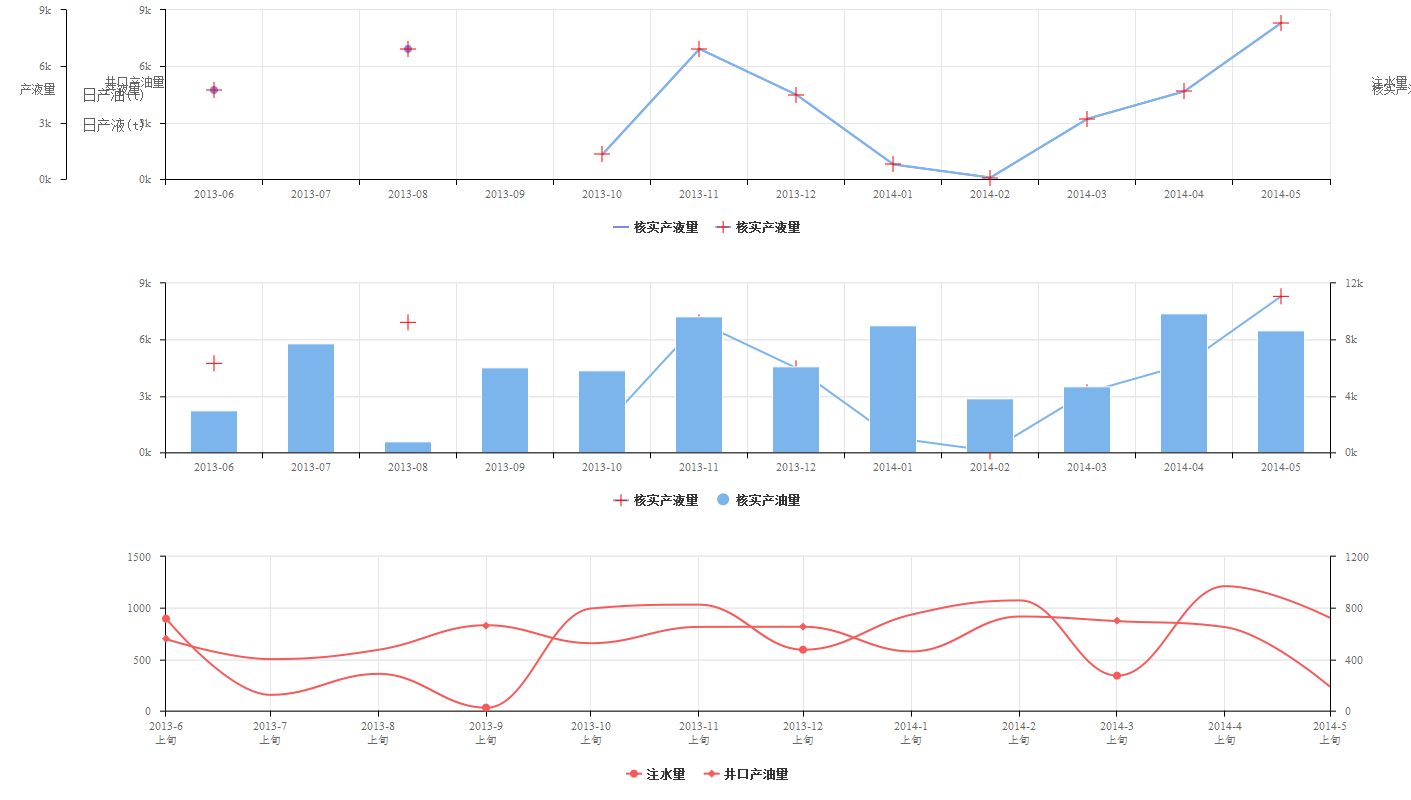 9k 9k
6k 6k
井口产油量 注水量
产液量 产液量 核实产
日产油(t)
日产液(t)
3k 3k
0k 0k
2013-06 2013-07 2013-08 2013-09 2013-10 2013-11 2013-12 2014-01 2014-02 2014-03 2014-04 2014-05
核实产液量 核实产液量
9k 12k
6k 8k
3k 4k
0k 0k
2013-06 2013-07 2013-08 2013-09 2013-10 2013-11 2013-12 2014-01 2014-02 2014-03 2014-04 2014-05
核实产液量 核实产油量
1500 1200
1000 800
500 400
0 0
2013-6 2013-7 2013-8 2013-9 2013-10 2013-11 2013-12 2014-1 2014-2 2014-3 2014-4 2014-5
上旬 上旬 上旬 上旬 上旬 上旬 上旬 上旬 上旬 上旬 上旬 上旬
注水量 井口产油量